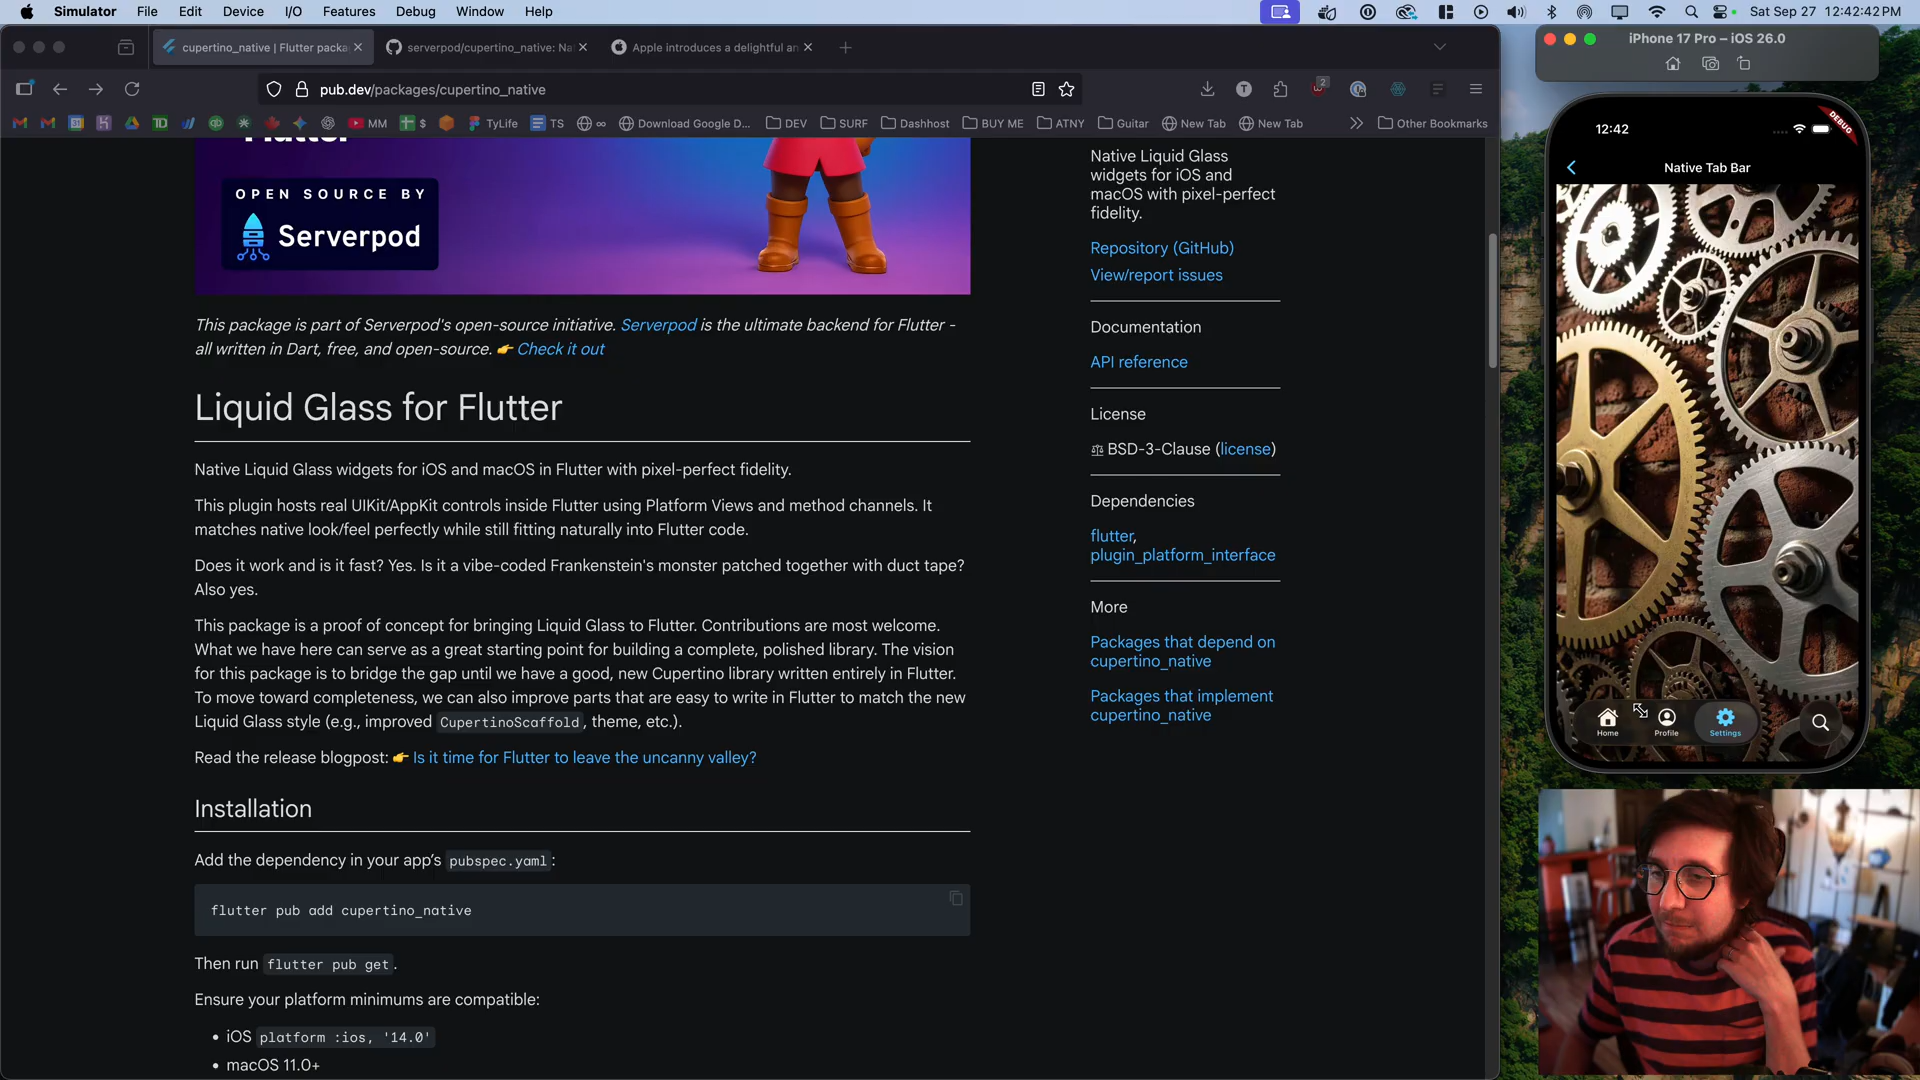 Simulator File Edit Device I/O Features Debug Window Help
Sat Sep 27 12:42:42 PM
cupertino_native | Flutter packa
serverpod/cupertino_native: Na
Apple introduces a delightful an
pub.dev/packages/cupertino_native
2
MM
$
TyLife
TS
∞
Download Google D...
DEV
SURF
Dashhost
BUY ME
ATNY
Guitar
New Tab
New Tab
Other Bookmarks
Flutter
OPEN SOURCE BY
Serverpod
This package is part of Serverpod's open-source initiative. Serverpod is the ultimate backend for Flutter -
all written in Dart, free, and open-source. 👉 Check it out
Liquid Glass for Flutter
Native Liquid Glass widgets for iOS and macOS in Flutter with pixel-perfect fidelity.
This plugin hosts real UIKit/AppKit controls inside Flutter using Platform Views and method channels. It
matches native look/feel perfectly while still fitting naturally into Flutter code.
Does it work and is it fast? Yes. Is it a vibe-coded Frankenstein's monster patched together with duct tape?
Also yes.
This package is a proof of concept for bringing Liquid Glass to Flutter. Contributions are most welcome.
What we have here can serve as a great starting point for building a complete, polished library. The vision
for this package is to bridge the gap until we have a good, new Cupertino library written entirely in Flutter.
To move toward completeness, we can also improve parts that are easy to write in Flutter to match the new
Liquid Glass style (e.g., improved CupertinoScaffold, theme, etc.).
Read the release blogpost: 👉 Is it time for Flutter to leave the uncanny valley?
Installation
Add the dependency in your app's pubspec.yaml:
flutter pub add cupertino_native
Then run flutter pub get.
Ensure your platform minimums are compatible:
• iOS platform :ios, '14.0'
• macOS 11.0+
Native Liquid Glass
widgets for iOS and
macOS with pixel-perfect
fidelity.
Repository (GitHub)
View/report issues
Documentation
API reference
License
BSD-3-Clause (license)
Dependencies
flutter,
plugin_platform_interface
More
Packages that depend on
cupertino_native
Packages that implement
cupertino_native
iPhone 17 Pro – iOS 26.0
12:42
DEBUG
Native Tab Bar
Home
Profile
Settings